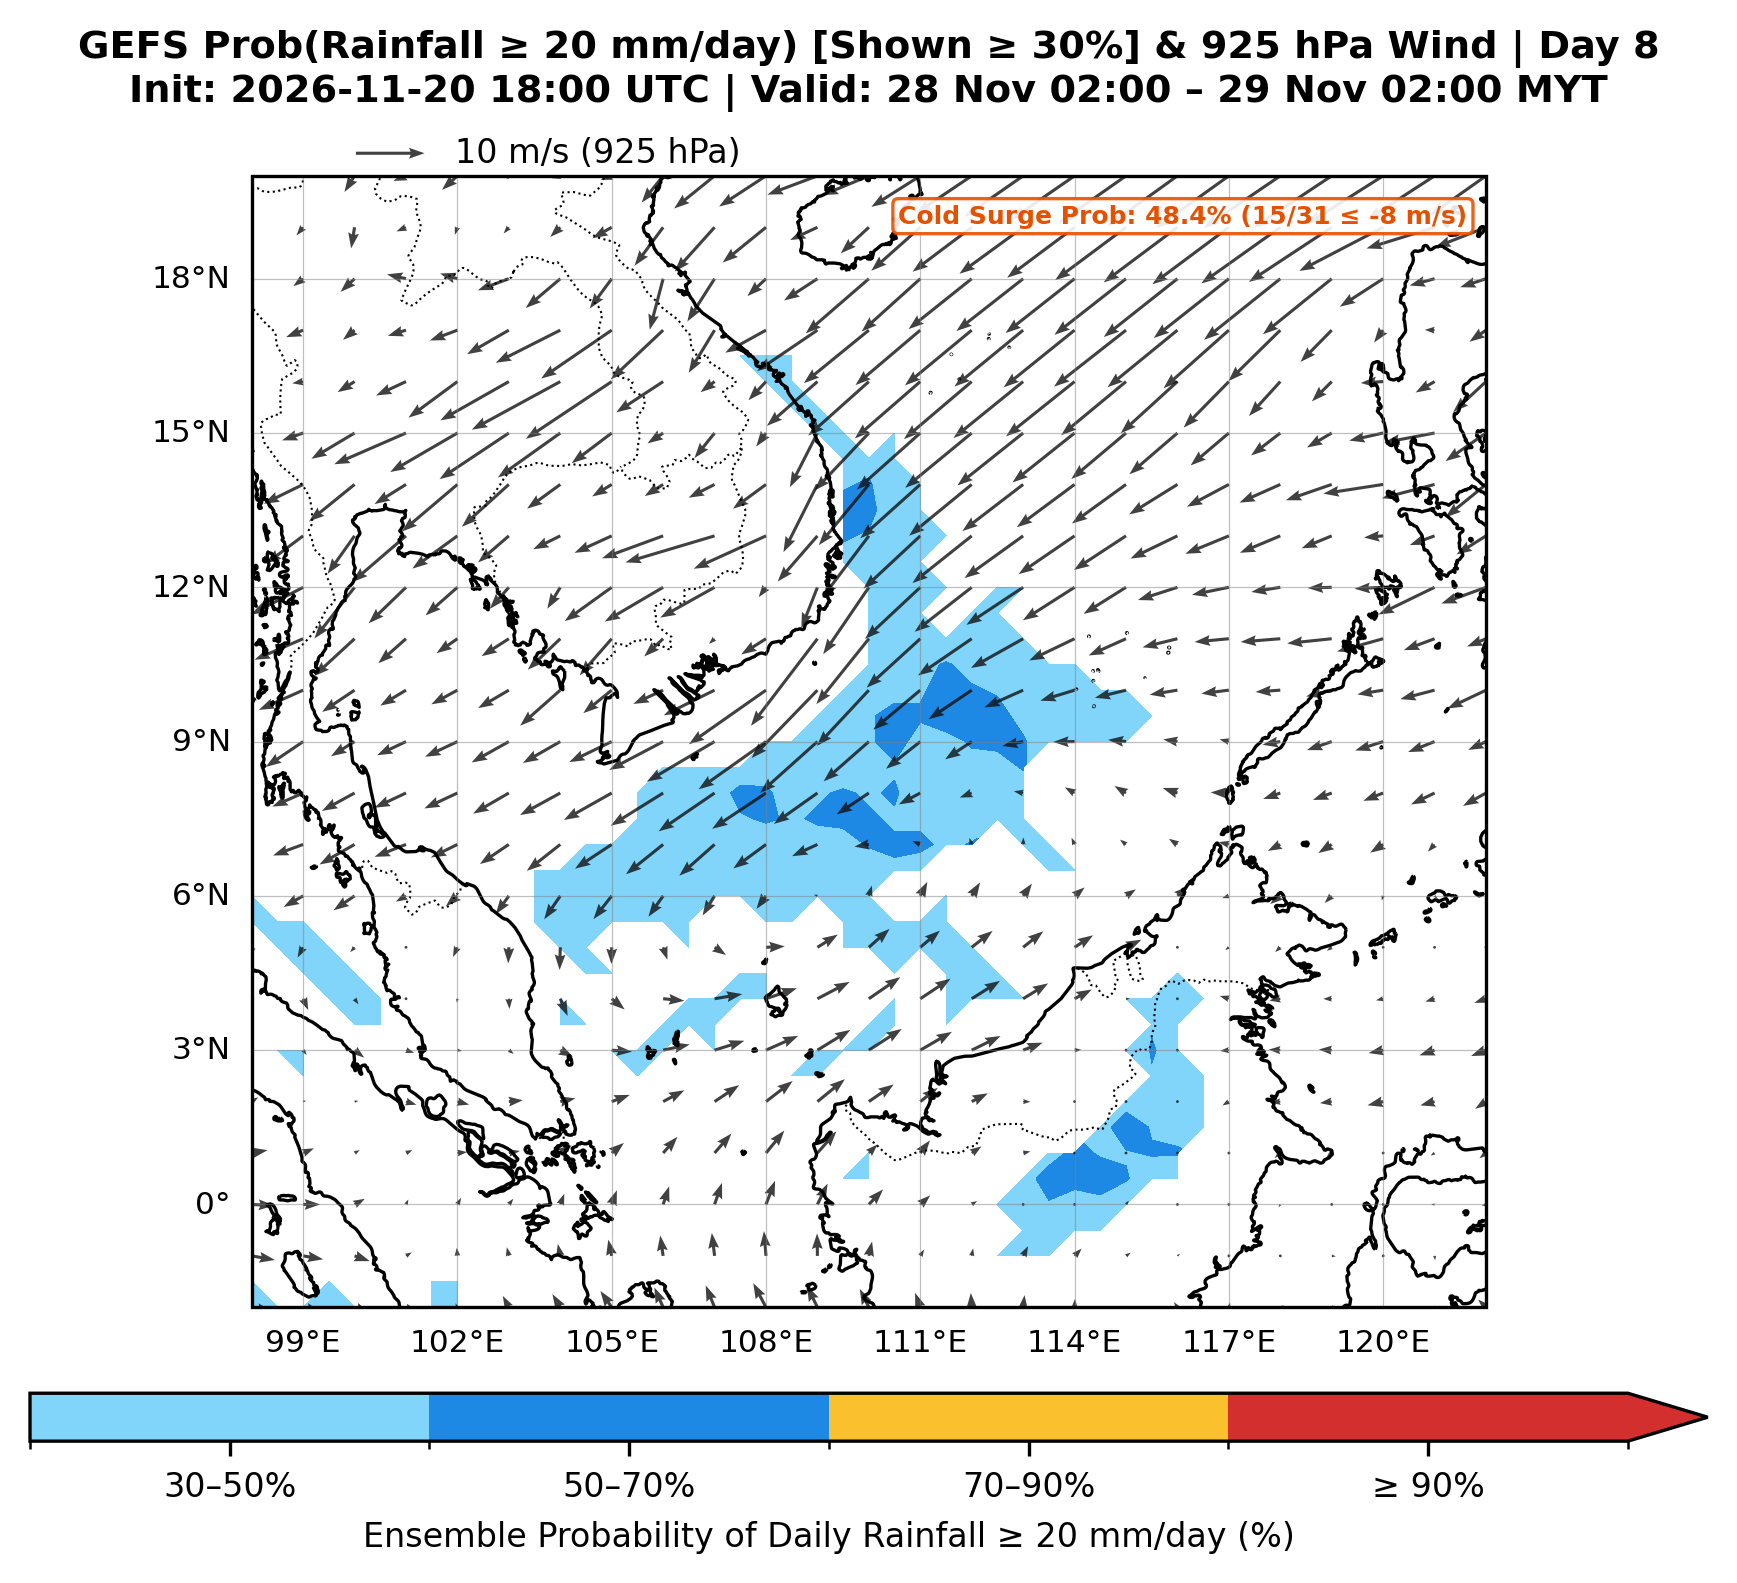 GEFS Prob(Rainfall ≥ 20 mm/day) [Shown ≥ 30%] & 925 hPa Wind | Day 8
Init: 2026-11-20 18:00 UTC | Valid: 28 Nov 02:00 – 29 Nov 02:00 MYT
10 m/s (925 hPa)
Cold Surge Prob: 48.4% (15/31 ≤ -8 m/s)
18°N
15°N
12°N
9°N
6°N
3°N
0°
99°E 102°E 105°E 108°E 111°E 114°E 117°E 120°E
30–50% 50–70% 70–90% ≥ 90%
Ensemble Probability of Daily Rainfall ≥ 20 mm/day (%)